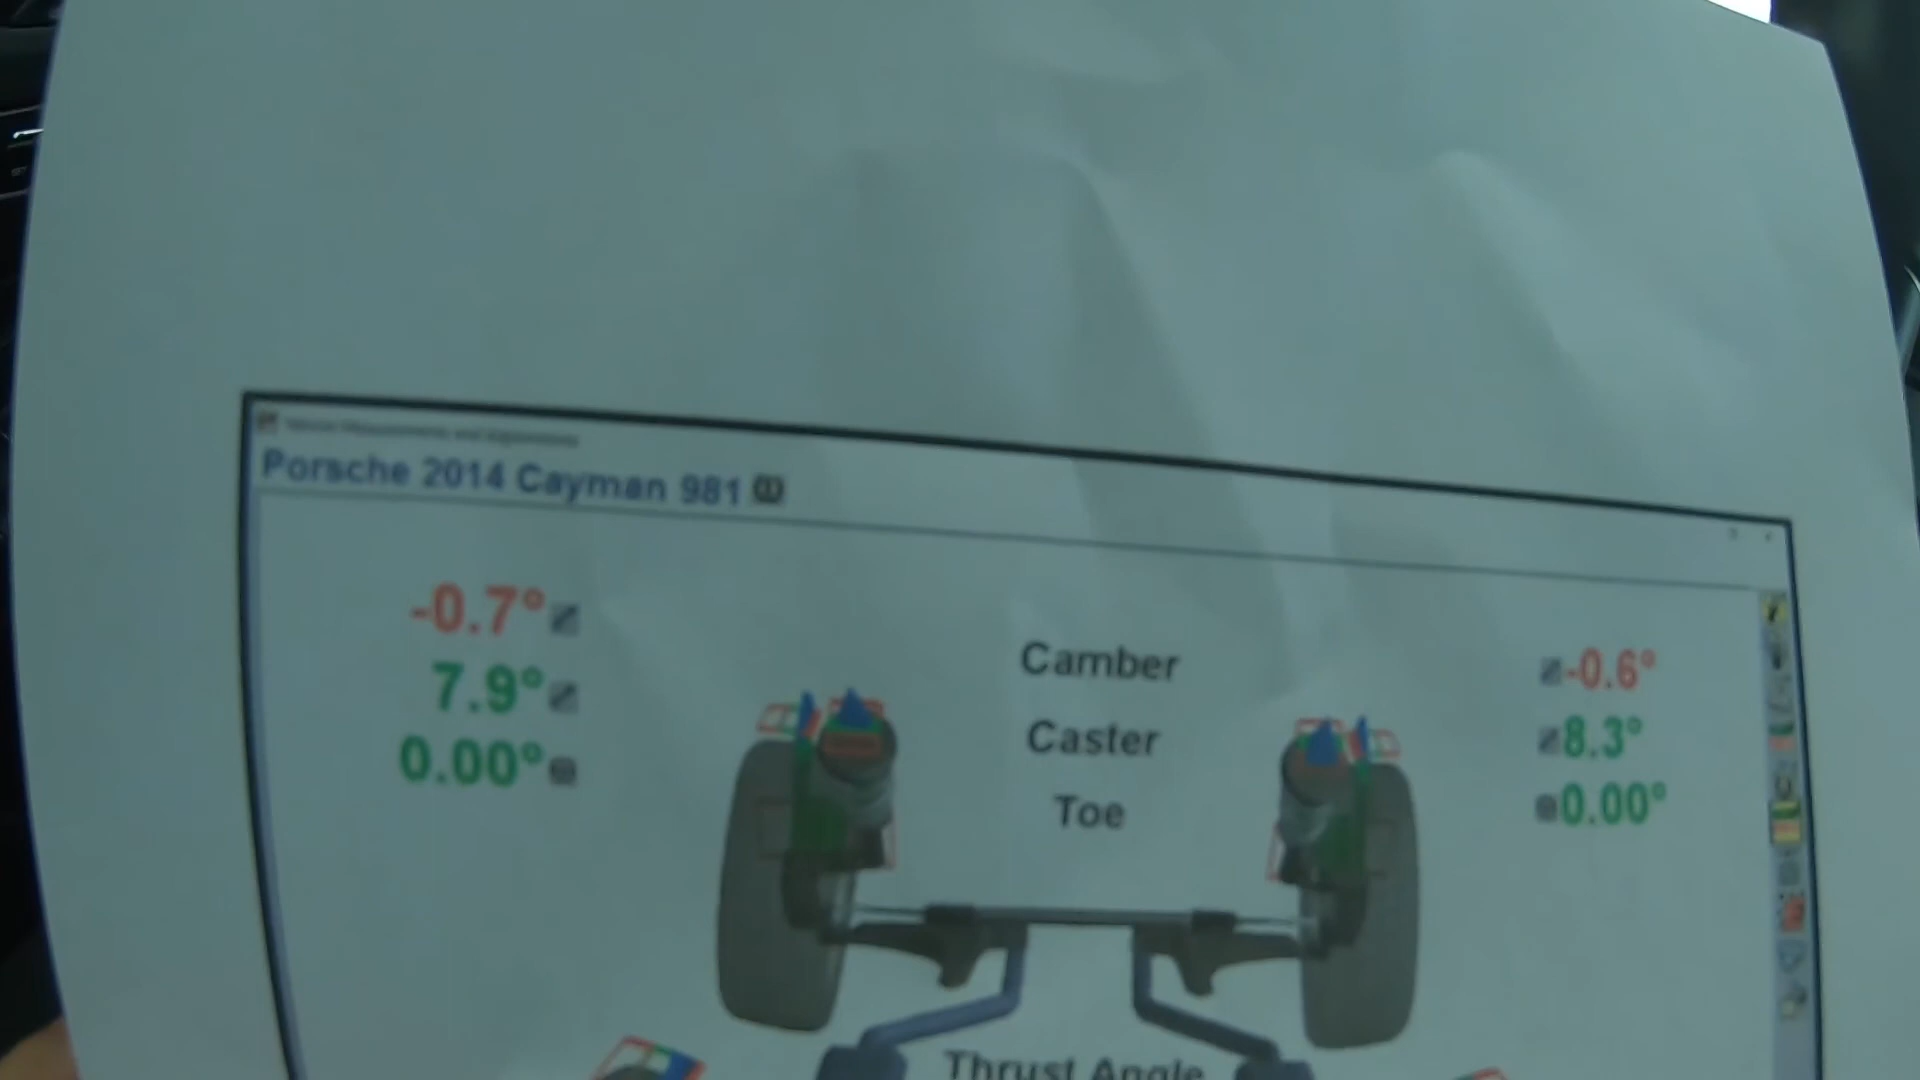 Porsche 2014 Cayman 981
-0.7° Camber -0.6°
7.9° Caster 8.3°
0.00° Toe 0.00°
Thrust Angle